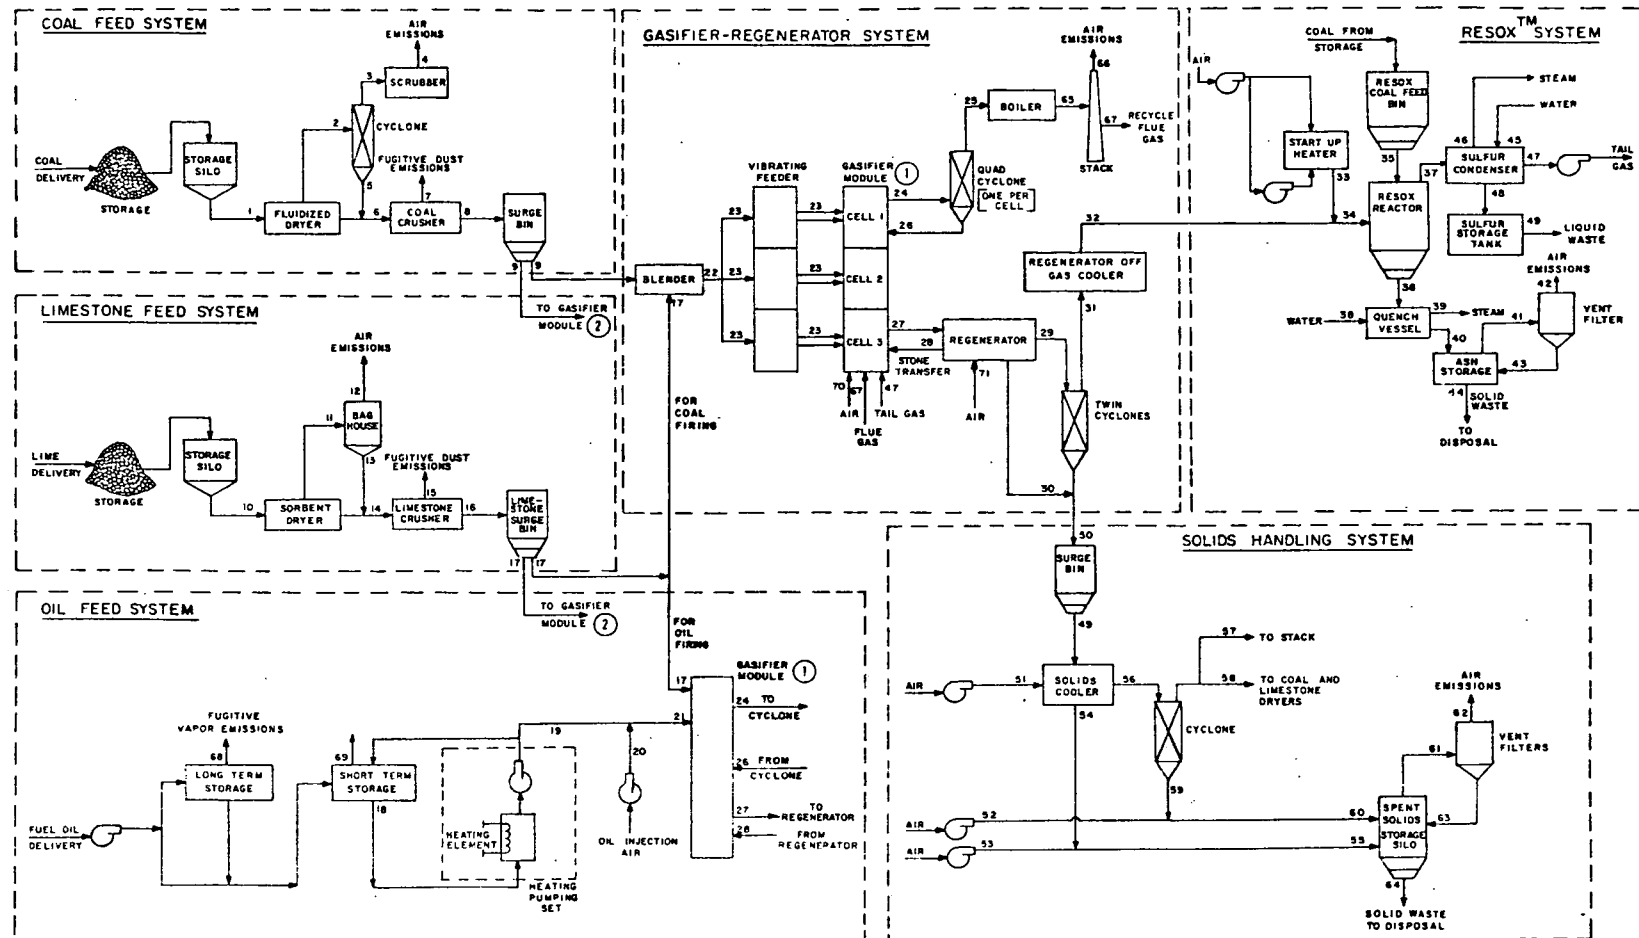 COAL FEED SYSTEM
AIR
EMISSIONS
4
3
SCRUBBER
2
CYCLONE
COAL
DELIVERY
STORAGE
STORAGE
SILO
FUGITIVE DUST
EMISSIONS
5
7
1
FLUIDIZED
DRYER
6
COAL
CRUSHER
8
SURGE
BIN
9
9
TO GASIFIER
MODULE
2
LIMESTONE FEED SYSTEM
AIR
EMISSIONS
12
11
BAG
HOUSE
13
LIME
DELIVERY
STORAGE
STORAGE
SILO
FUGITIVE DUST
EMISSIONS
15
10
SORBENT
DRYER
14
LIMESTONE
CRUSHER
16
LIME-
STONE
SURGE
BIN
17
17
TO GASIFIER
MODULE
2
OIL FEED SYSTEM
FUGITIVE
VAPOR EMISSIONS
68
LONG TERM
STORAGE
69
SHORT TERM
STORAGE
18
FUEL OIL
DELIVERY
HEATING
ELEMENT
HEATING
PUMPING
SET
19
20
OIL INJECTION
AIR
FOR
OIL
FIRING
GASIFIER
MODULE
1
17
21
24
TO
CYCLONE
26
FROM
CYCLONE
27
TO
REGENERATOR
28
FROM
REGENERATOR
GASIFIER-REGENERATOR SYSTEM
AIR
EMISSIONS
66
25
BOILER
65
67
RECYCLE
FLUE
GAS
STACK
VIBRATING
FEEDER
GASIFIER
MODULE
1
24
QUAD
CYCLONE
ONE PER
CELL
26
BLENDER
17
22
23
23
23
23
23
23
CELL 1
CELL 2
CELL 3
27
28
STONE
TRANSFER
REGENERATOR
29
71
AIR
70
67
47
AIR
TAIL GAS
FLUE
GAS
FOR
COAL
FIRING
32
REGENERATOR OFF
GAS COOLER
31
TWIN
CYCLONES
30
RESOX™ SYSTEM
COAL FROM
STORAGE
AIR
RESOX
COAL FEED
BIN
35
START UP
HEATER
33
34
RESOX
REACTOR
37
STEAM
WATER
46
45
SULFUR
CONDENSER
47
TAIL
GAS
48
SULFUR
STORAGE
TANK
49
LIQUID
WASTE
36
WATER
38
QUENCH
VESSEL
39
STEAM
40
41
AIR
EMISSIONS
42
VENT
FILTER
43
ASH
STORAGE
44
SOLID
WASTE
TO
DISPOSAL
SOLIDS HANDLING SYSTEM
50
SURGE
BIN
49
AIR
51
SOLIDS
COOLER
56
54
57
TO STACK
58
TO COAL AND
LIMESTONE
DRYERS
CYCLONE
59
AIR
52
60
AIR
53
55
AIR
EMISSIONS
62
61
VENT
FILTERS
63
SPENT
SOLIDS
STORAGE
SILO
64
SOLID WASTE
TO DISPOSAL